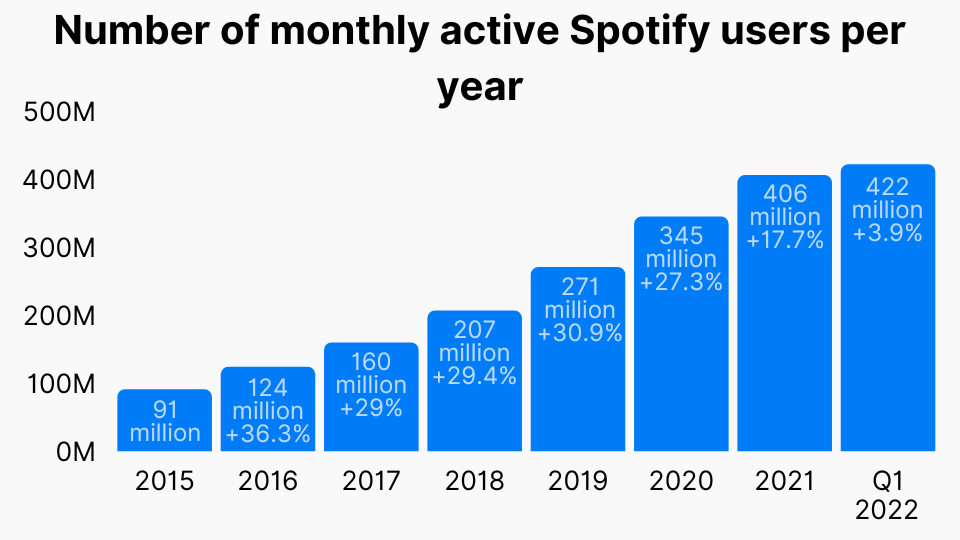 Number of monthly active Spotify users per
year
500M
400M
300M
200M
100M
0M
91
million
124
million
+36.3%
160
million
+29%
207
million
+29.4%
271
million
+30.9%
345
million
+27.3%
406
million
+17.7%
422
million
+3.9%
2015
2016
2017
2018
2019
2020
2021
Q1
2022